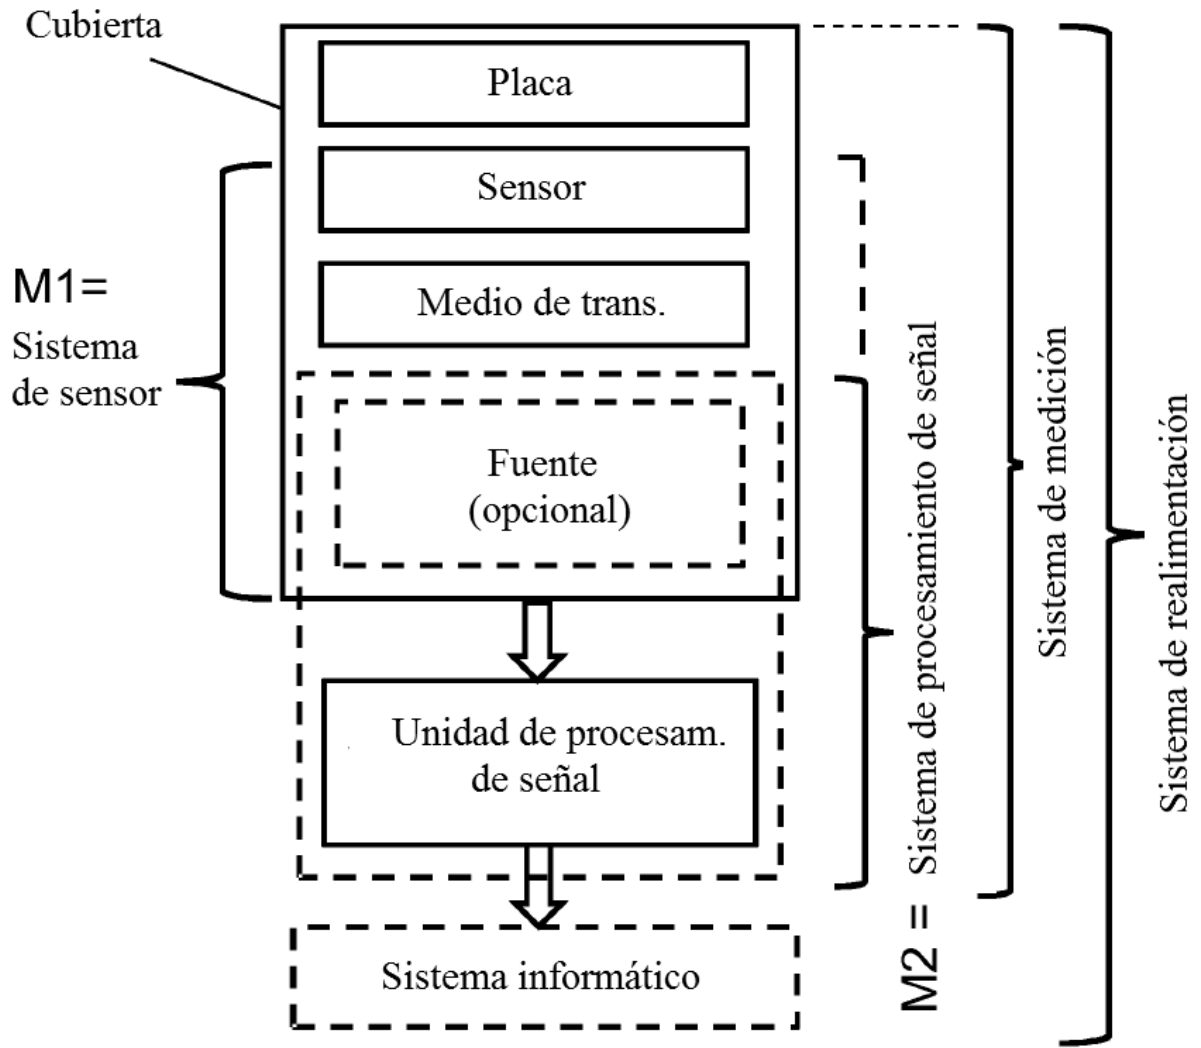 Cubierta
Placa
Sensor
M1=
Sistema
de sensor
Medio de trans.
Fuente
(opcional)
Unidad de procesam.
de señal
Sistema informático
M2 = Sistema de procesamiento de señal
Sistema de medición
Sistema de realimentación